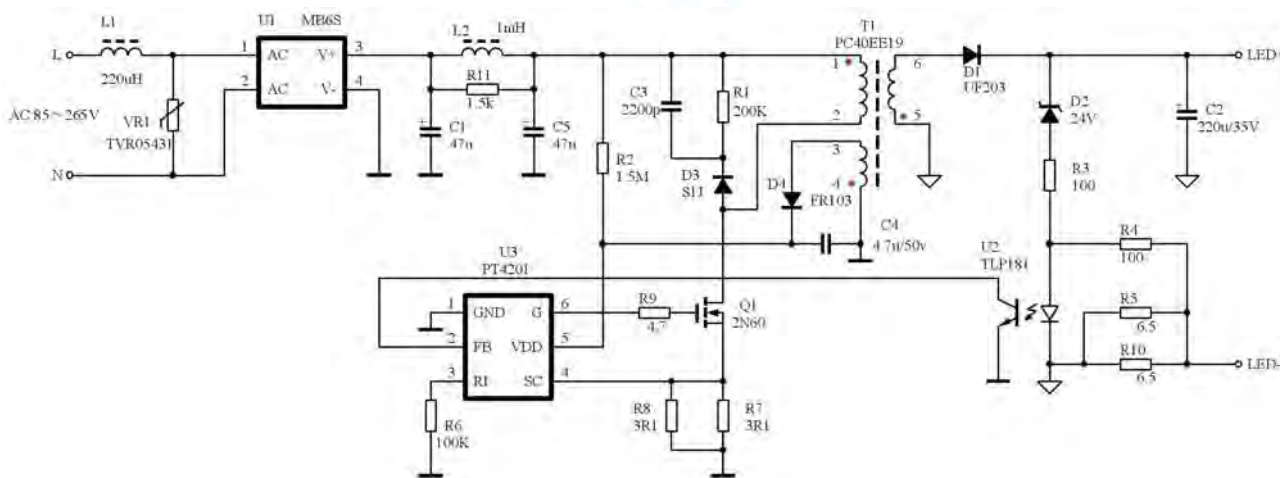 L1
220uH
L
AC 85～265V
N
VR1
TVR05431
U1 MB6S
1 AC V+ 3
2 AC V- 4
L2 1mH
R11
1.5k
C1
.47u
C5
.47u
C3
2200p
R1
200K
R2
1.5M
D3
S11
T1
PC40EE19
1
2
3
4
6
5
D4
FR103
C4
4.7u/50v
D1
UF203
D2
24V
C2
220u/35V
LED+
R3
100
R4
100
R5
6.5
R10
6.5
LED-
U2
TLP181
U3
PT4201
1 GND G 6
2 FB VDD 5
3 RI SC 4
R9
4.7
Q1
2N60
R6
100K
R8
3R1
R7
3R1